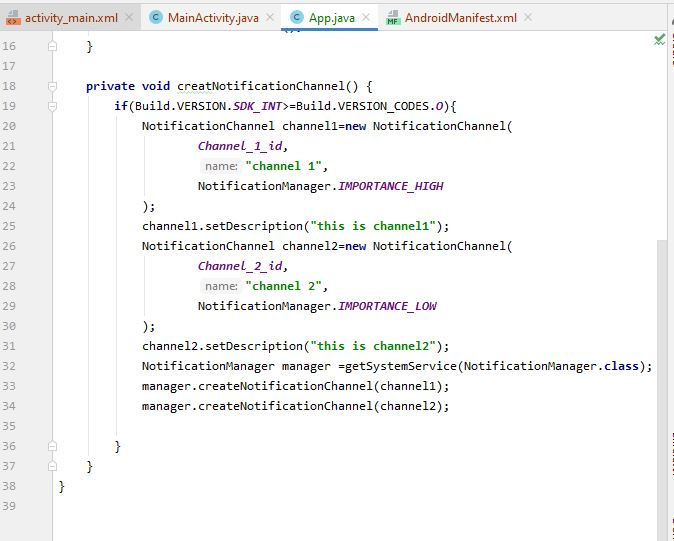 activity_main.xml MainActivity.java App.java AndroidManifest.xml
16 }
17
18 private void creatNotificationChannel() {
19 if(Build.VERSION.SDK_INT>=Build.VERSION_CODES.O){
20 NotificationChannel channel1=new NotificationChannel(
21 Channel_1_id,
22 name: "channel 1",
23 NotificationManager.IMPORTANCE_HIGH
24 );
25 channel1.setDescription("this is channel1");
26 NotificationChannel channel2=new NotificationChannel(
27 Channel_2_id,
28 name: "channel 2",
29 NotificationManager.IMPORTANCE_LOW
30 );
31 channel2.setDescription("this is channel2");
32 NotificationManager manager =getSystemService(NotificationManager.class);
33 manager.createNotificationChannel(channel1);
34 manager.createNotificationChannel(channel2);
35
36 }
37 }
38 }
39